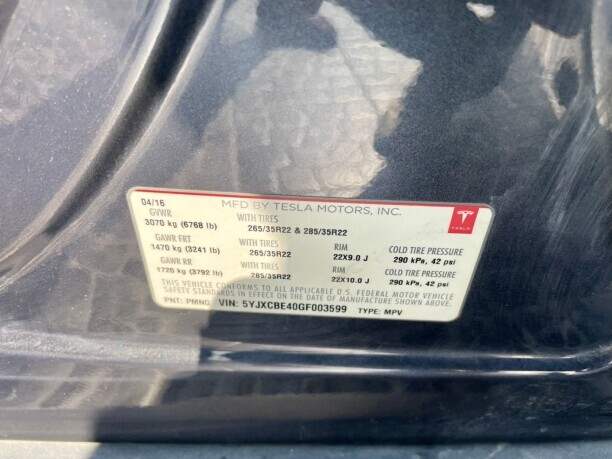 04/16 MFD BY TESLA MOTORS, INC.
GVWR WITH TIRES
3070 kg (6768 lb) 265/35R22 & 285/35R22
GAWR FRT WITH TIRES RIM COLD TIRE PRESSURE
1470 kg (3241 lb) 265/35R22 22X9.0 J 290 kPa, 42 psi
GAWR RR WITH TIRES RIM COLD TIRE PRESSURE
1720 kg (3792 lb) 285/35R22 22X10.0 J 290 kPa, 42 psi
THIS VEHICLE CONFORMS TO ALL APPLICABLE U.S. FEDERAL MOTOR VEHICLE
SAFETY STANDARDS IN EFFECT ON THE DATE OF MANUFACTURE SHOWN ABOVE.
PNT: PMNG VIN: 5YJXCBE40GF003599 TYPE: MPV
TESLA